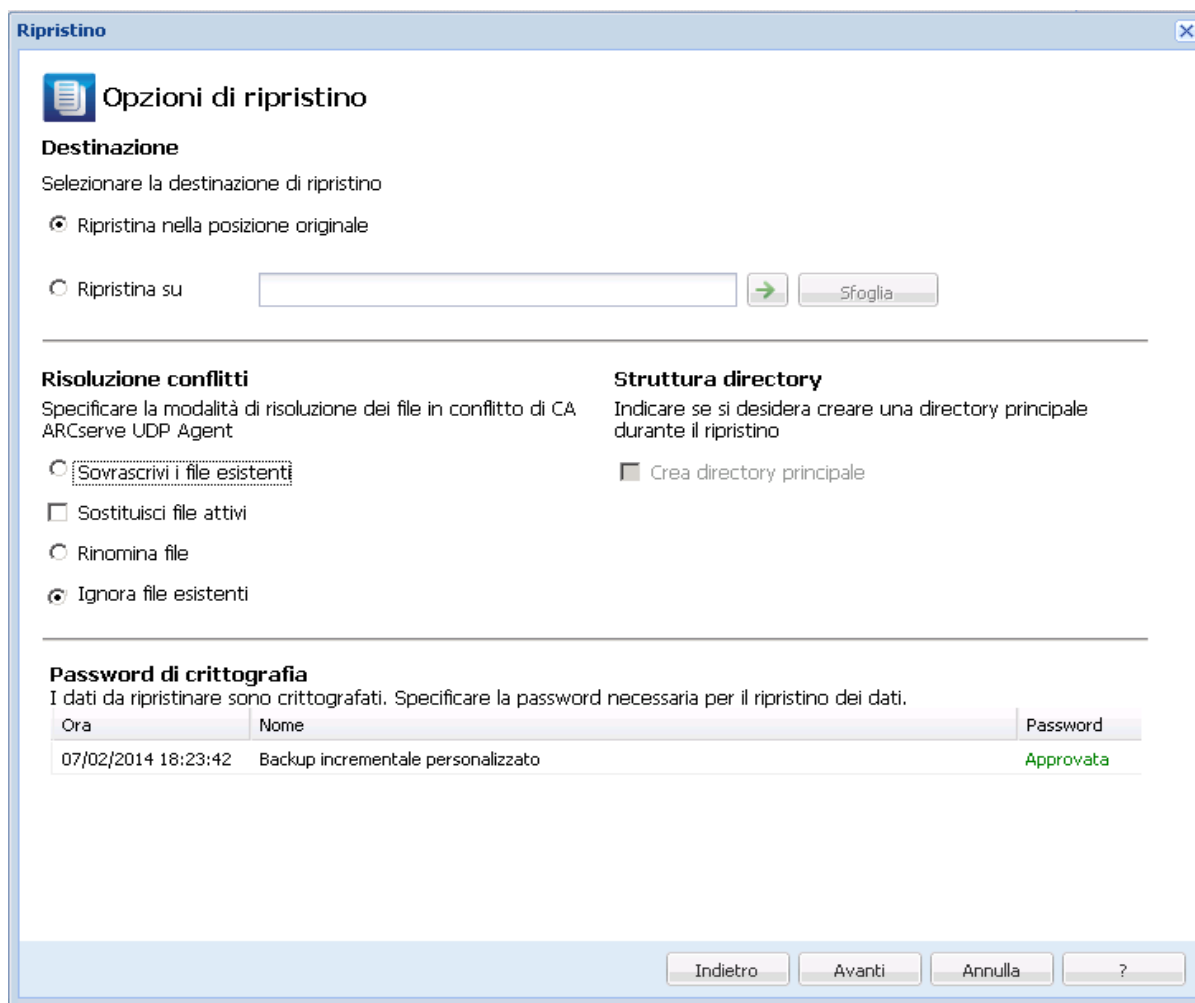 Ripristino
Opzioni di ripristino
Destinazione
Selezionare la destinazione di ripristino
Ripristina nella posizione originale
Ripristina su
Sfoglia
Risoluzione conflitti
Specificare la modalità di risoluzione dei file in conflitto di CA
ARCserve UDP Agent
Sovrascrivi i file esistenti
Sostituisci file attivi
Rinomina file
Ignora file esistenti
Struttura directory
Indicare se si desidera creare una directory principale
durante il ripristino
Crea directory principale
Password di crittografia
I dati da ripristinare sono crittografati. Specificare la password necessaria per il ripristino dei dati.
Ora Nome Password
07/02/2014 18:23:42 Backup incrementale personalizzato Approvata
Indietro Avanti Annulla ?